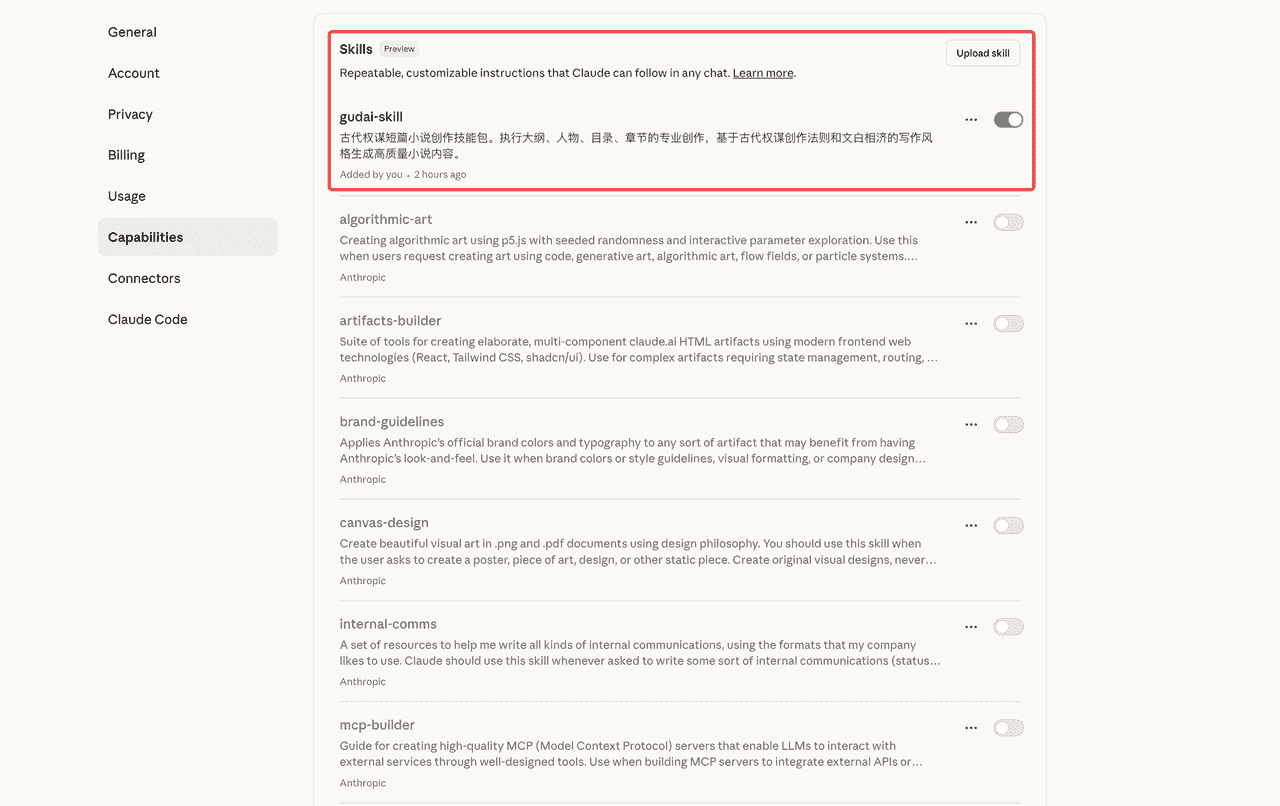 General
Account
Privacy
Billing
Usage
Capabilities
Connectors
Claude Code
Skills Preview
Upload skill
Repeatable, customizable instructions that Claude can follow in any chat. Learn more.
gudai-skill
古代权谋短篇小说创作技能包。执行大纲、人物、目录、章节的专业创作，基于古代权谋创作法则和文白相济的写作风
格生成高质量小说内容。
Added by you • 2 hours ago
algorithmic-art
Creating algorithmic art using p5.js with seeded randomness and interactive parameter exploration. Use this
when users request creating art using code, generative art, algorithmic art, flow fields, or particle systems.…
Anthropic
artifacts-builder
Suite of tools for creating elaborate, multi-component claude.ai HTML artifacts using modern frontend web
technologies (React, Tailwind CSS, shadcn/ui). Use for complex artifacts requiring state management, routing, …
Anthropic
brand-guidelines
Applies Anthropic's official brand colors and typography to any sort of artifact that may benefit from having
Anthropic's look-and-feel. Use it when brand colors or style guidelines, visual formatting, or company design…
Anthropic
canvas-design
Create beautiful visual art in .png and .pdf documents using design philosophy. You should use this skill when
the user asks to create a poster, piece of art, design, or other static piece. Create original visual designs, never…
Anthropic
internal-comms
A set of resources to help me write all kinds of internal communications, using the formats that my company
likes to use. Claude should use this skill whenever asked to write some sort of internal communications (status…
Anthropic
mcp-builder
Guide for creating high-quality MCP (Model Context Protocol) servers that enable LLMs to interact with
external services through well-designed tools. Use when building MCP servers to integrate external APIs or…
Anthropic